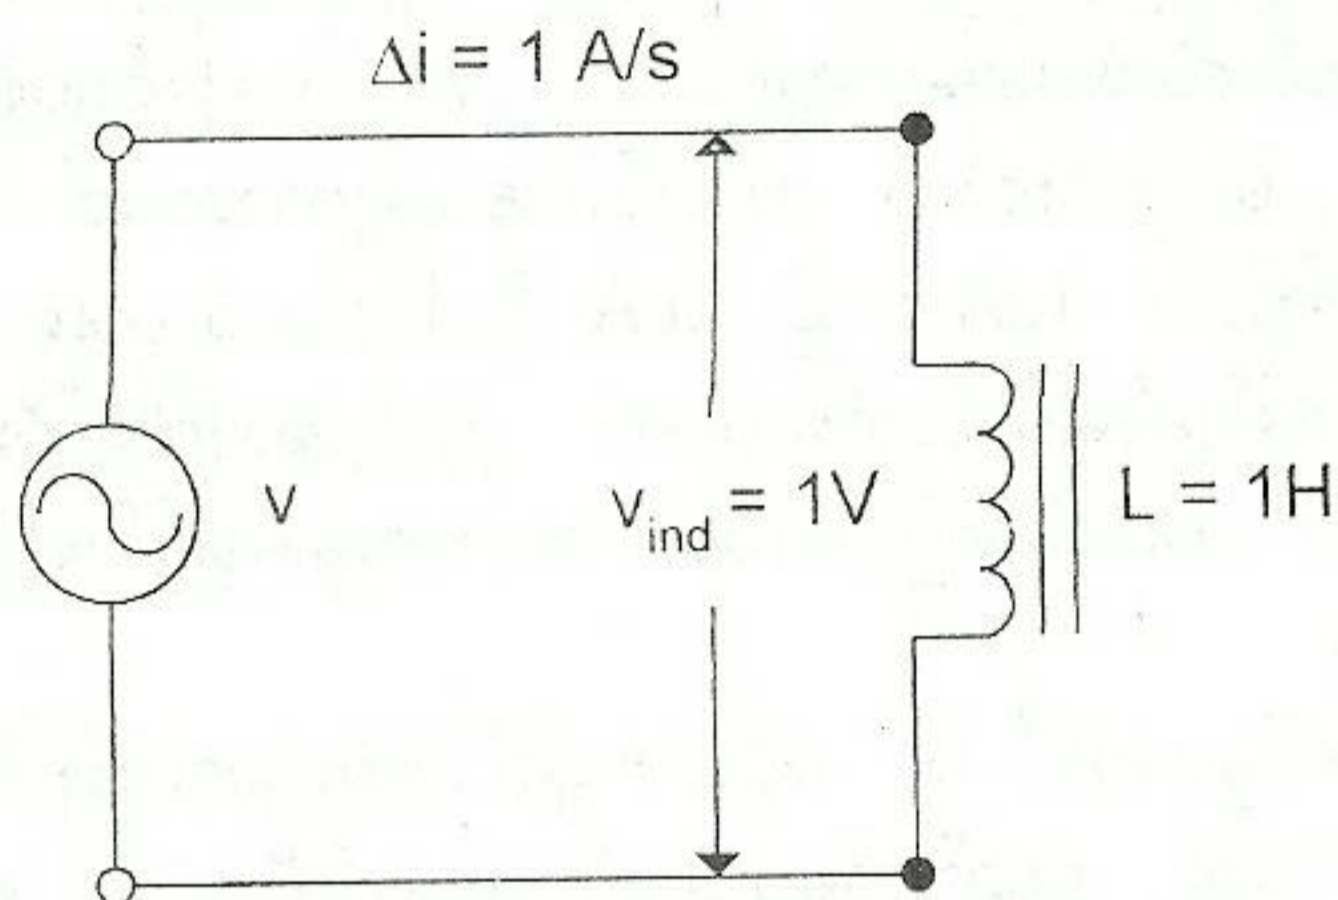 Δi = 1 A/s
v
v_ind = 1V
L = 1H